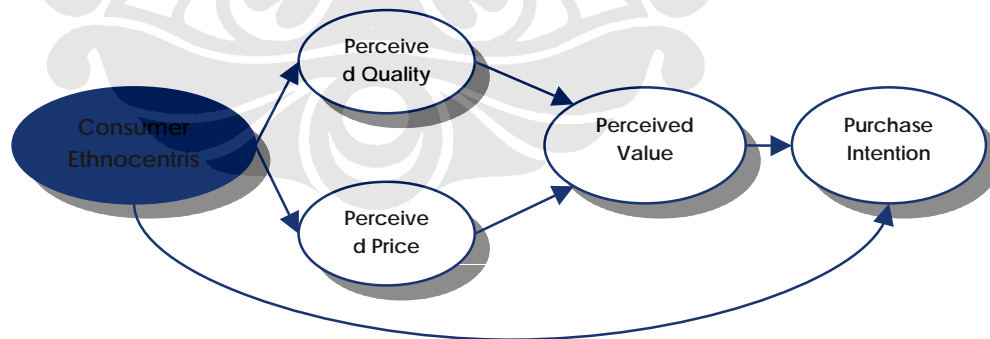 Perceive
d Quality
Consumer
Ethnocentris
Perceived
Value
Purchase
Intention
Perceive
d Price